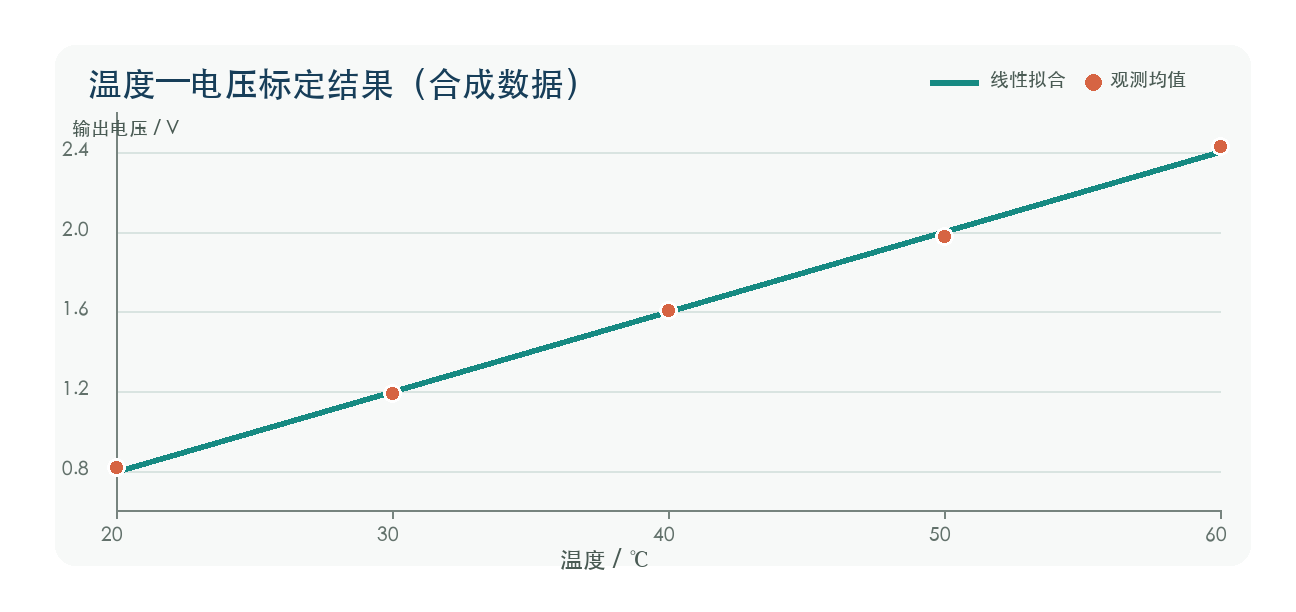 温度—电压标定结果（合成数据）
线性拟合 观测均值
输出电压 / V
2.4
2.0
1.6
1.2
0.8
20 30 40 50 60
温度 / ℃